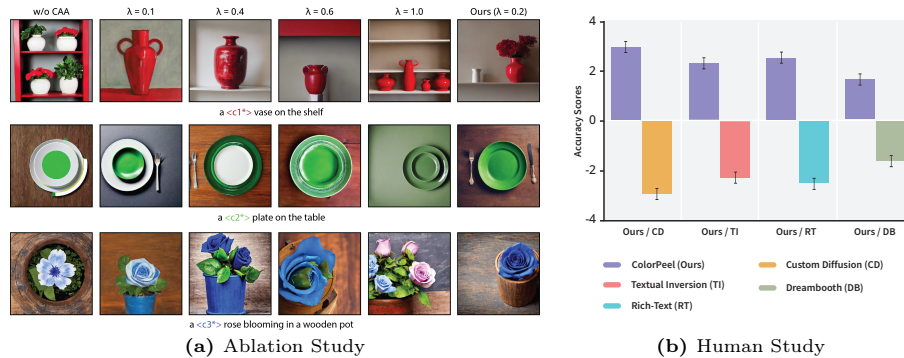 w/o CAA λ = 0.1 λ = 0.4 λ = 0.6 λ = 1.0 Ours (λ = 0.2)
a <c1*> vase on the shelf
a <c2*> plate on the table
a <c3*> rose blooming in a wooden pot
(a) Ablation Study
Accuracy Scores
4
2
0
-2
-4
Ours / CD Ours / TI Ours / RT Ours / DB
ColorPeel (Ours) Custom Diffusion (CD)
Textual Inversion (TI) Dreambooth (DB)
Rich-Text (RT)
(b) Human Study